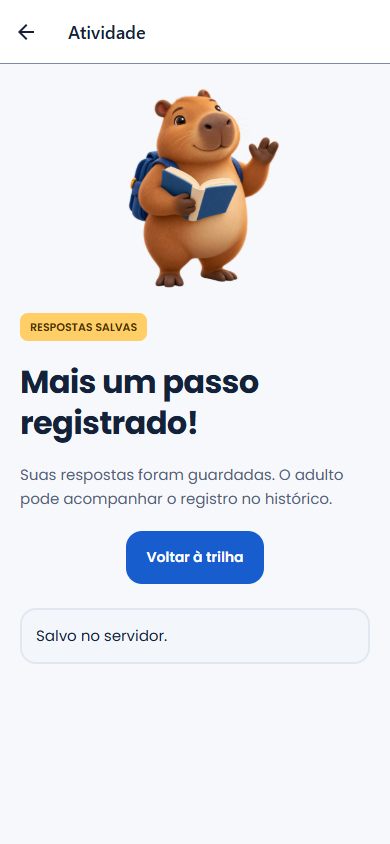 Atividade
RESPOSTAS SALVAS
Mais um passo
registrado!
Suas respostas foram guardadas. O adulto
pode acompanhar o registro no histórico.
Voltar à trilha
Salvo no servidor.